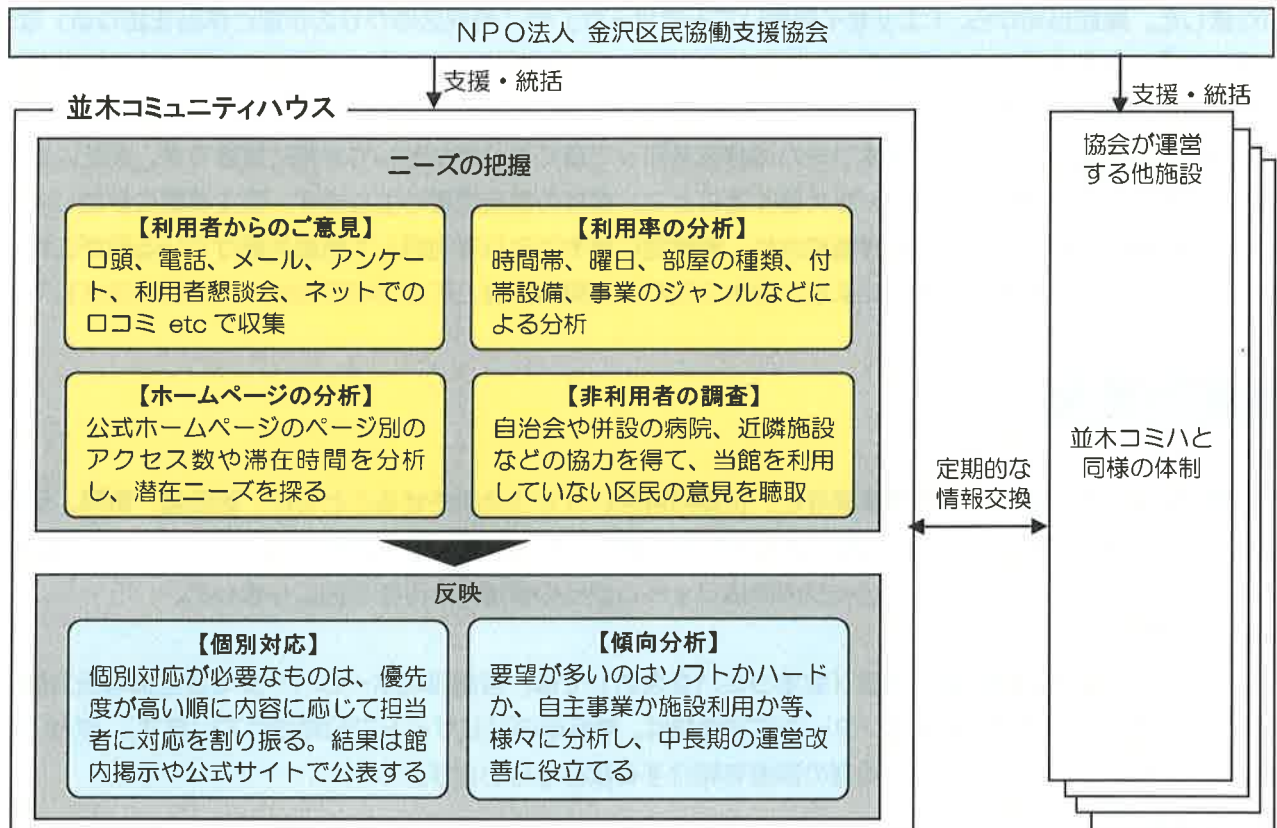 NPO法人 金沢区民協働支援協会
支援・統括
支援・統括
並木コミュニティハウス
ニーズの把握
【利用者からのご意見】
口頭、電話、メール、アンケー
ト、利用者懇談会、ネットでの
口コミ etc で収集
【利用率の分析】
時間帯、曜日、部屋の種類、付
帯設備、事業のジャンルなどに
よる分析
【ホームページの分析】
公式ホームページのページ別の
アクセス数や滞在時間を分析
し、潜在ニーズを探る
【非利用者の調査】
自治会や併設の病院、近隣施設
などの協力を得て、当館を利用
していない区民の意見を聴取
反映
【個別対応】
個別対応が必要なものは、優先
度が高い順に内容に応じて担当
者に対応を割り振る。結果は館
内掲示や公式サイトで公表する
【傾向分析】
要望が多いのはソフトかハード
か、自主事業か施設利用か等、
様々に分析し、中長期の運営改
善に役立てる
定期的な
情報交換
協会が運営
する他施設
並木コミハと
同様の体制